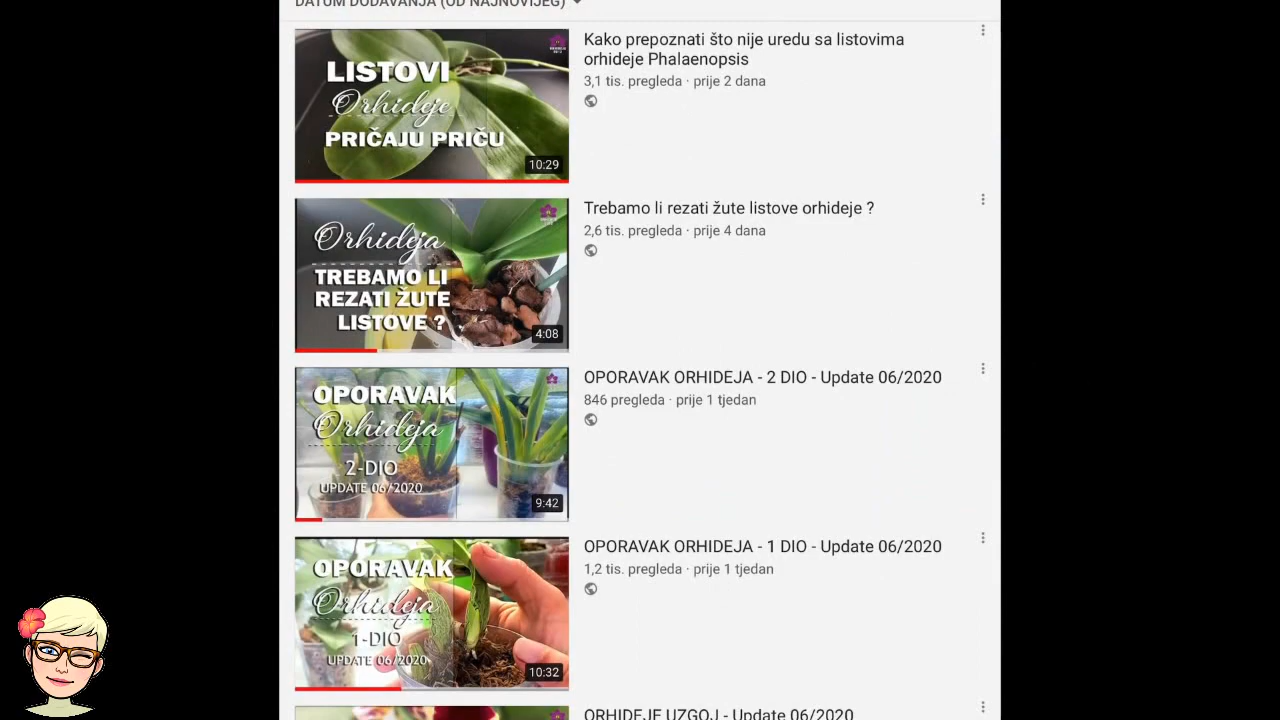 DATUM DODAVANJA (OD NAJNOVIJEG)
LISTOVI
Orhideje
PRIČAJU PRIČU
10:29
Kako prepoznati što nije uredu sa listovima
orhideje Phalaenopsis
3,1 tis. pregleda · prije 2 dana
Orhideja
TREBAMO LI
REZATI ŽUTE
LISTOVE ?
4:08
Trebamo li rezati žute listove orhideje ?
2,6 tis. pregleda · prije 4 dana
OPORAVAK
Orhideja
2-DIO
UPDATE 06/2020
9:42
OPORAVAK ORHIDEJA - 2 DIO - Update 06/2020
846 pregleda · prije 1 tjedan
OPORAVAK
Orhideja
1-DIO
UPDATE 06/2020
10:32
OPORAVAK ORHIDEJA - 1 DIO - Update 06/2020
1,2 tis. pregleda · prije 1 tjedan
ORHIDEJE UZGOJ - Update 06/2020